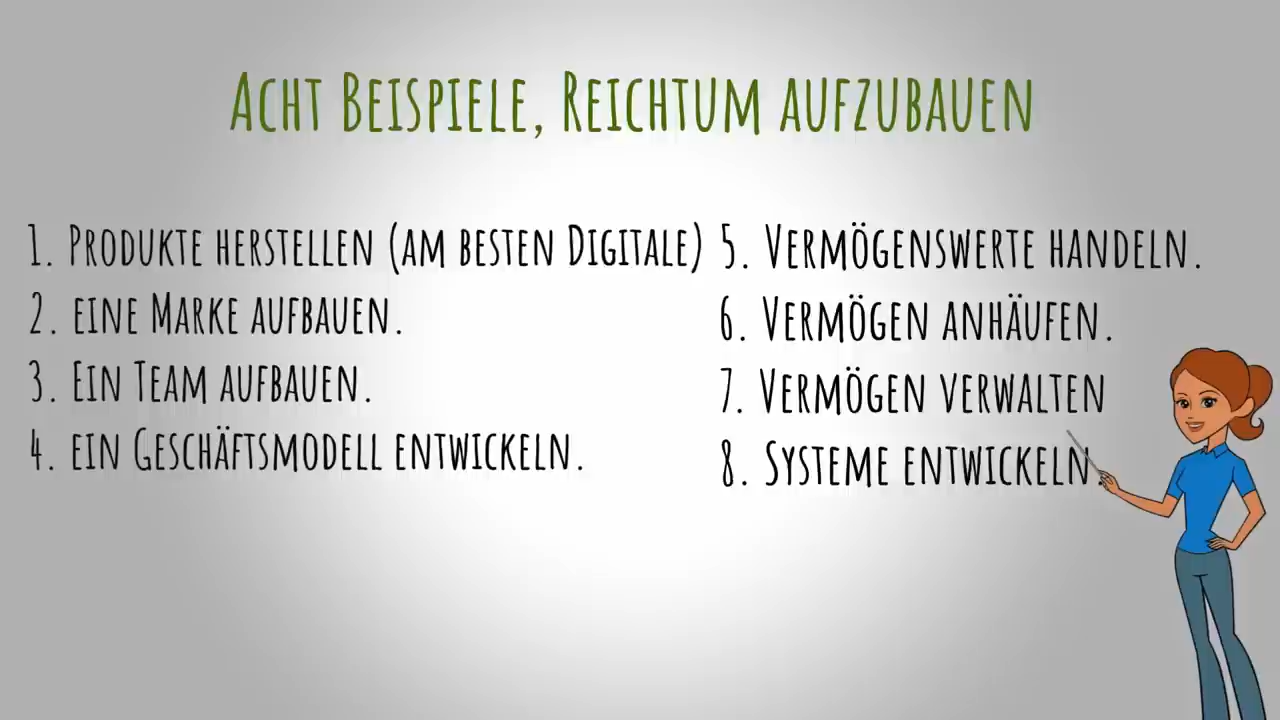 Acht Beispiele, Reichtum aufzubauen
1. Produkte herstellen (am besten Digitale)
2. eine Marke aufbauen.
3. Ein Team aufbauen.
4. ein Geschäftsmodell entwickeln.
5. Vermögenswerte handeln.
6. Vermögen anhäufen.
7. Vermögen verwalten
8. Systeme entwickeln